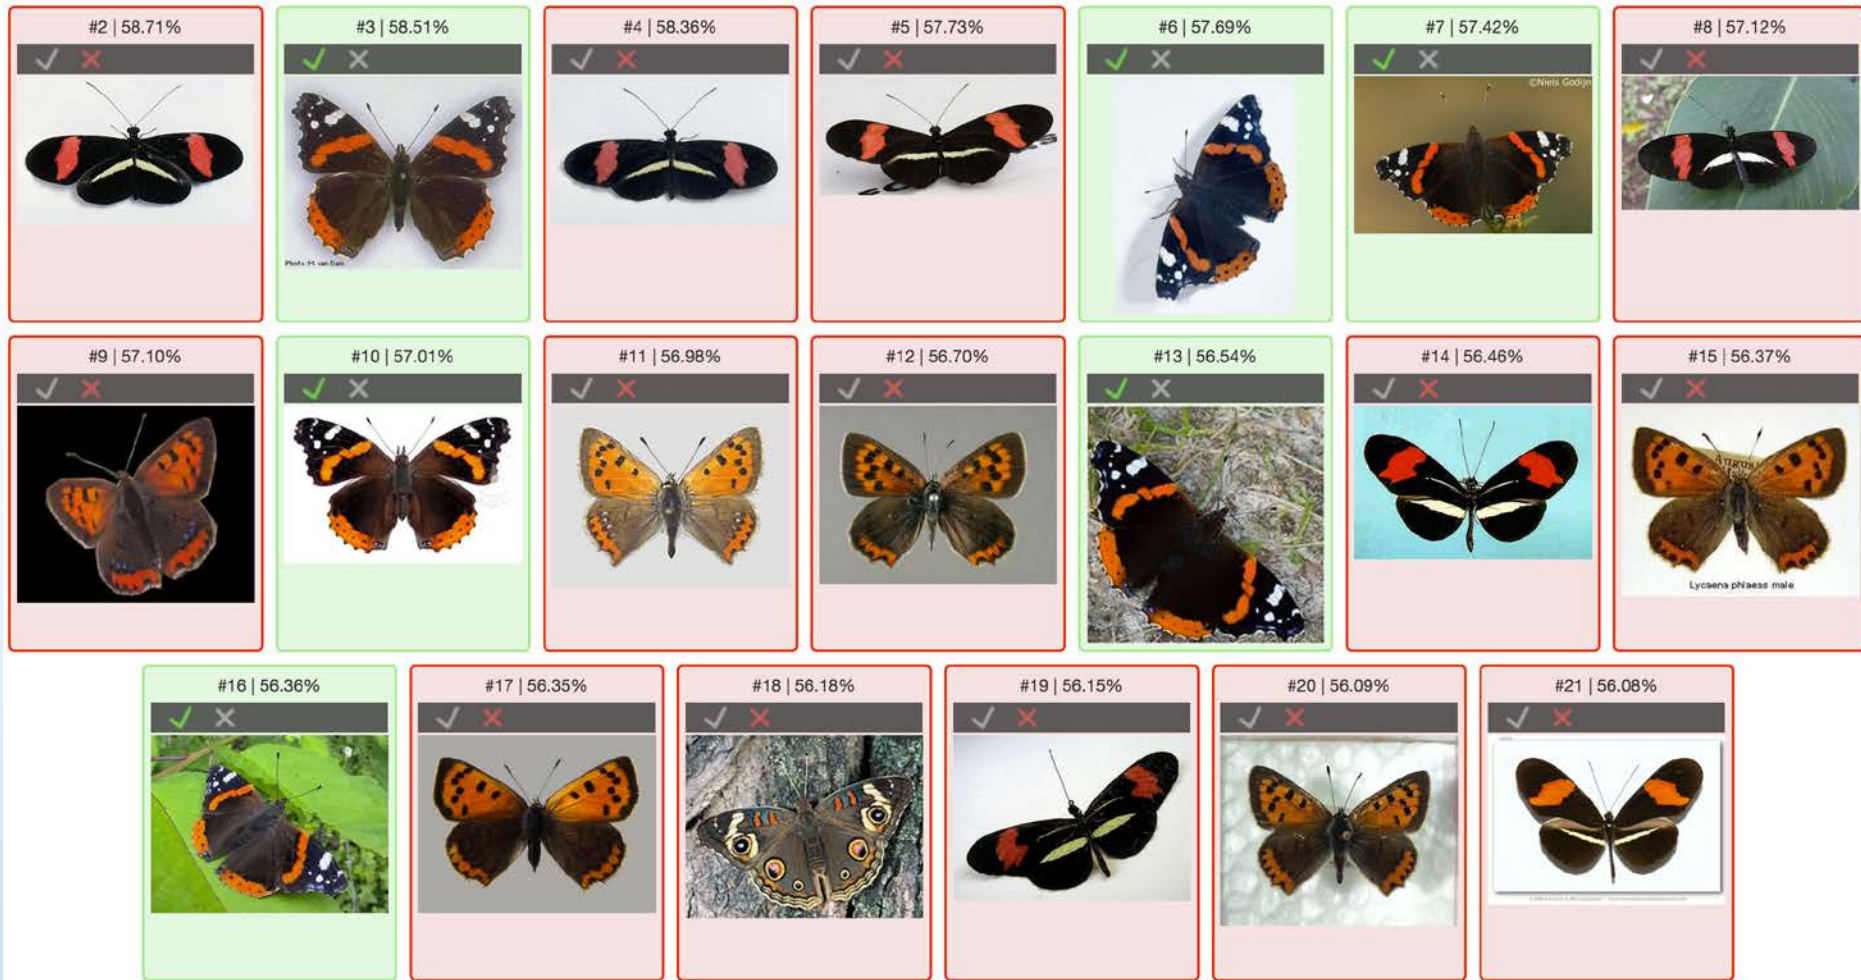 #2 | 58.71%
#3 | 58.51%
#4 | 58.36%
#5 | 57.73%
#6 | 57.69%
#7 | 57.42%
#8 | 57.12%
Photo: M. van Dam
©Niels Godijn
#9 | 57.10%
#10 | 57.01%
#11 | 56.98%
#12 | 56.70%
#13 | 56.54%
#14 | 56.46%
#15 | 56.37%
Lycaena phlaeas male
#16 | 56.36%
#17 | 56.35%
#18 | 56.18%
#19 | 56.15%
#20 | 56.09%
#21 | 56.08%